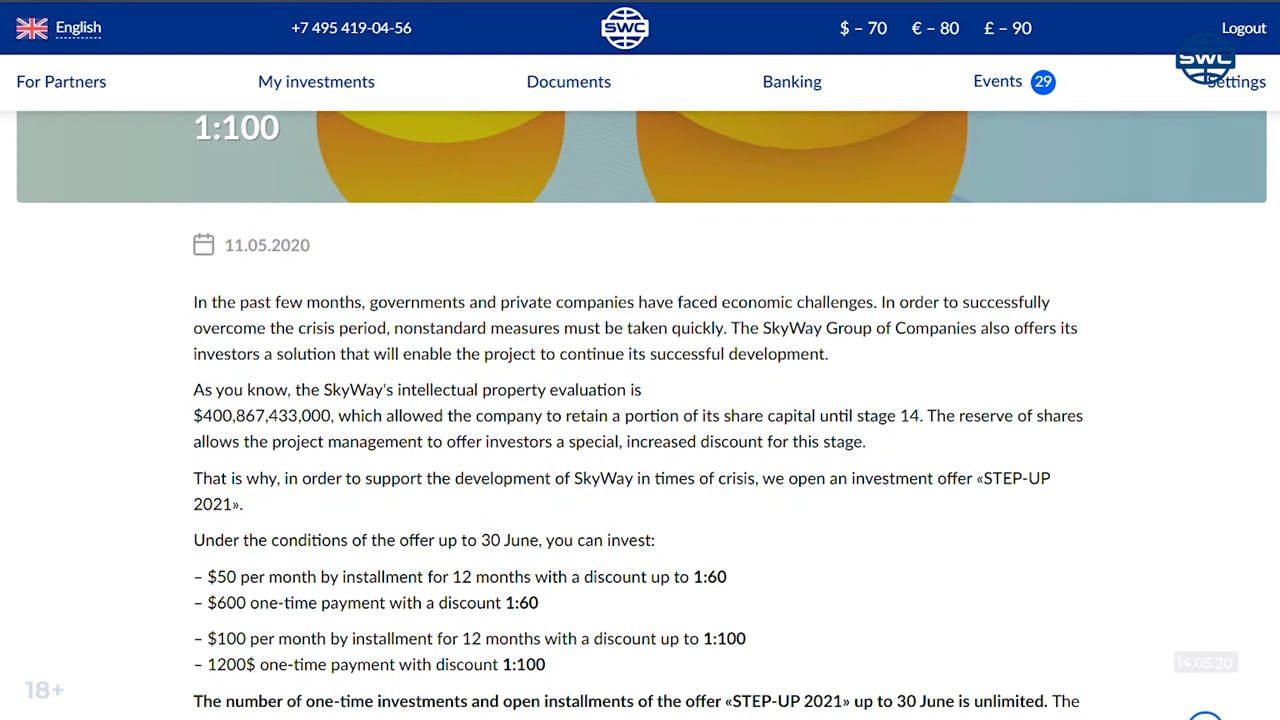 English
+7 495 419-04-56
SWC
$ – 70 € – 80 £ – 90
Logout
For Partners
My investments
Documents
Banking
Events 29
SWC
Settings
1:100
11.05.2020
In the past few months, governments and private companies have faced economic challenges. In order to successfully
overcome the crisis period, nonstandard measures must be taken quickly. The SkyWay Group of Companies also offers its
investors a solution that will enable the project to continue its successful development.
As you know, the SkyWay's intellectual property evaluation is
$400,867,433,000, which allowed the company to retain a portion of its share capital until stage 14. The reserve of shares
allows the project management to offer investors a special, increased discount for this stage.
That is why, in order to support the development of SkyWay in times of crisis, we open an investment offer «STEP-UP
2021».
Under the conditions of the offer up to 30 June, you can invest:
– $50 per month by installment for 12 months with a discount up to 1:60
– $600 one-time payment with a discount 1:60
– $100 per month by installment for 12 months with a discount up to 1:100
– 1200$ one-time payment with discount 1:100
14.05.20
18+
The number of one-time investments and open installments of the offer «STEP-UP 2021» up to 30 June is unlimited. The